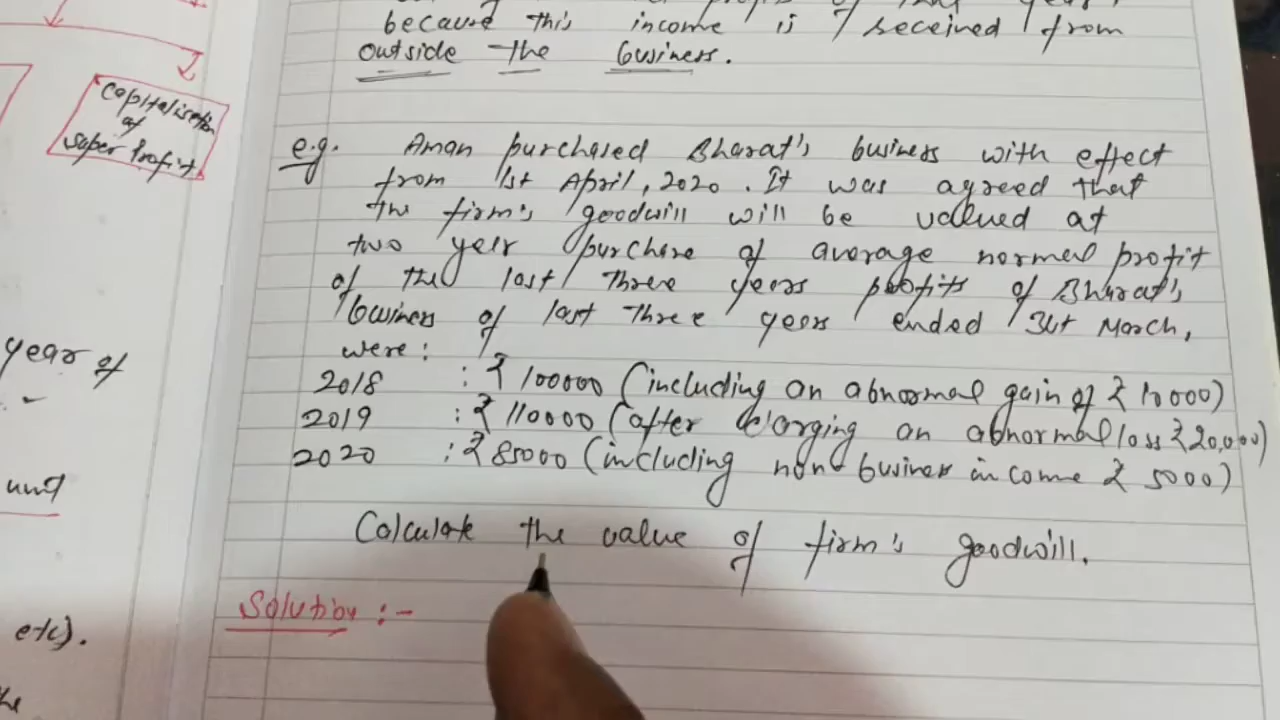 because this income is received from
outside the business.
Capitalisation
of
super Profit
e.g. Aman purchased Bharat's business with effect
from 1st April, 2020. It was agreed that
the firm's goodwill will be valued at
two year purchase of average normal profit
of the last three years profits of Bharat's
business of last three years ended 31st March,
were:
2018 : ₹ 100000 (including an abnormal gain of ₹ 10000)
2019 : ₹ 110000 (after charging an abnormal loss ₹20,000)
2020 : ₹ 85000 (including non business income ₹ 5000)
Calculate the value of firm's goodwill.
Solution :-
year of
unit
etc).